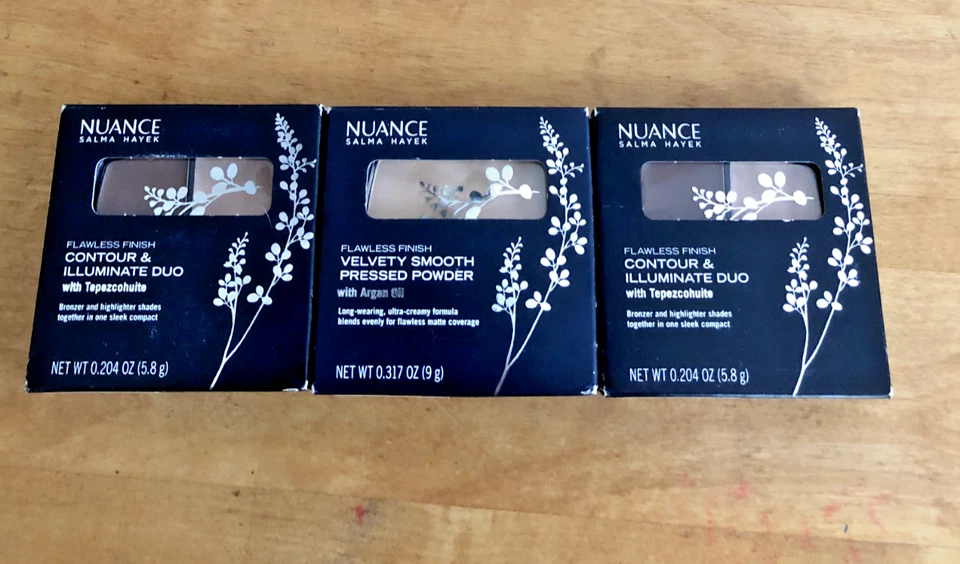 NUANCE
SALMA HAYEK
FLAWLESS FINISH
CONTOUR &
ILLUMINATE DUO
with Tepezcohuite
Bronzer and highlighter shades
together in one sleek compact
NET WT 0.204 OZ (5.8 g)
NUANCE
SALMA HAYEK
FLAWLESS FINISH
VELVETY SMOOTH
PRESSED POWDER
with Argan Oil
Long-wearing, ultra-creamy formula
blends evenly for flawless matte coverage
NET WT 0.317 OZ (9 g)
NUANCE
SALMA HAYEK
FLAWLESS FINISH
CONTOUR &
ILLUMINATE DUO
with Tepezcohuite
Bronzer and highlighter shades
together in one sleek compact
NET WT 0.204 OZ (5.8 g)